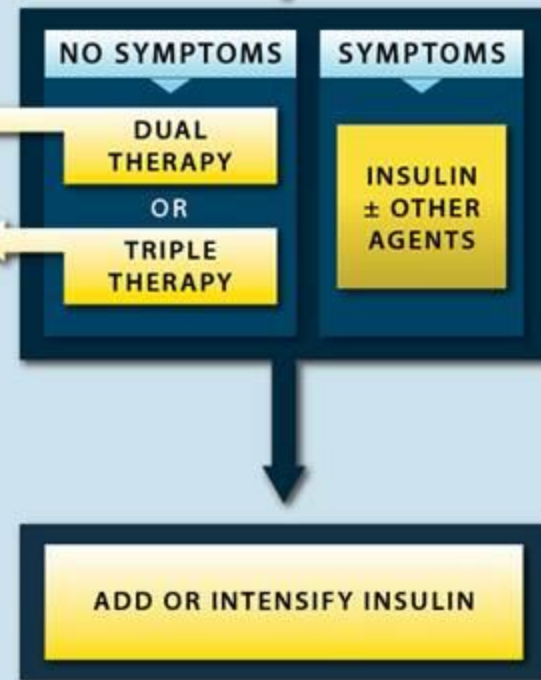 NO SYMPTOMS
DUAL
THERAPY
OR
TRIPLE
THERAPY
SYMPTOMS
INSULIN
± OTHER
AGENTS
ADD OR INTENSIFY INSULIN